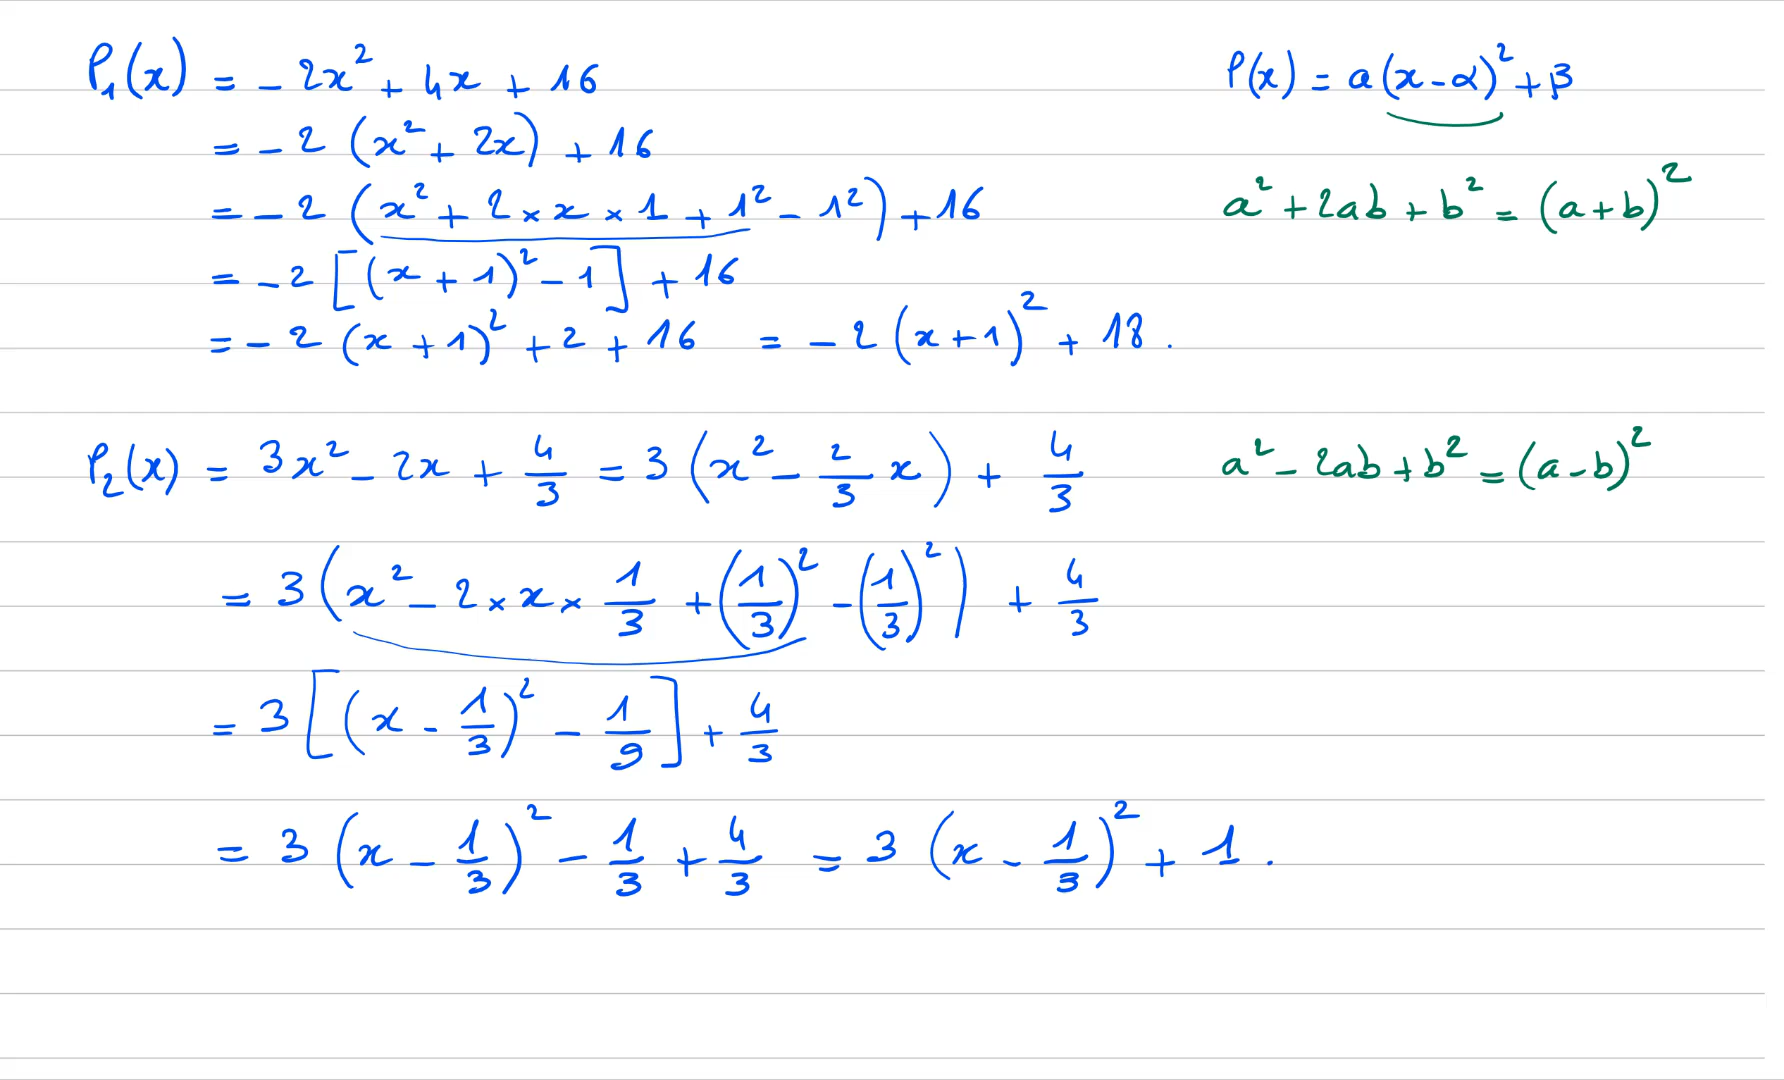 P₁(x) = - 2x² + 4x + 16
P(x) = a(x-α)² + β
= - 2 (x² + 2x) + 16
= - 2 (x² + 2 × x × 1 + 1² - 1²) + 16
a² + 2ab + b² = (a+b)²
= - 2 [(x + 1)² - 1] + 16
= - 2 (x + 1)² + 2 + 16 = - 2 (x+1)² + 18 .
P₂(x) = 3x² - 2x + 4/3 = 3 (x² - 2/3 x) + 4/3
a² - 2ab + b² = (a-b)²
= 3 (x² - 2 × x × 1/3 + (1/3)² - (1/3)²) + 4/3
= 3 [(x - 1/3)² - 1/9] + 4/3
= 3 (x - 1/3)² - 1/3 + 4/3 = 3 (x - 1/3)² + 1 .